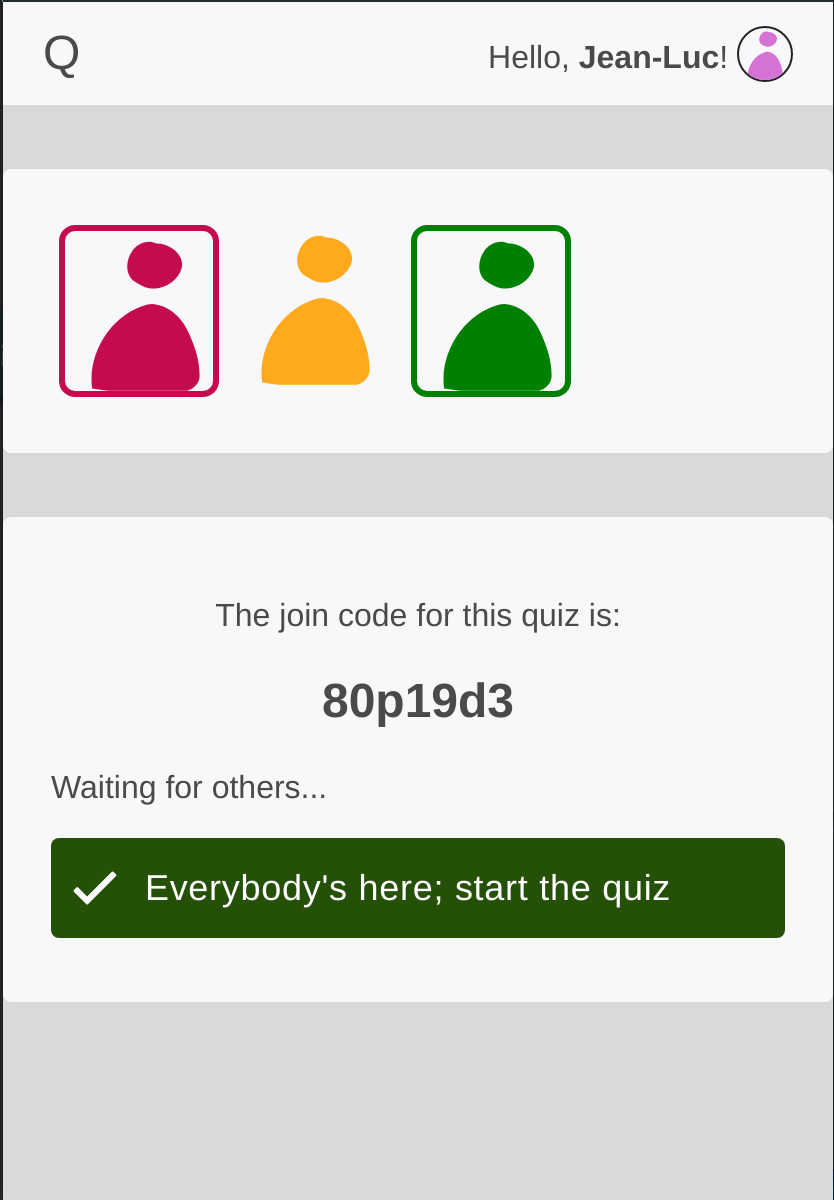 Q
Hello, Jean-Luc!
The join code for this quiz is:
80p19d3
Waiting for others...
Everybody's here; start the quiz